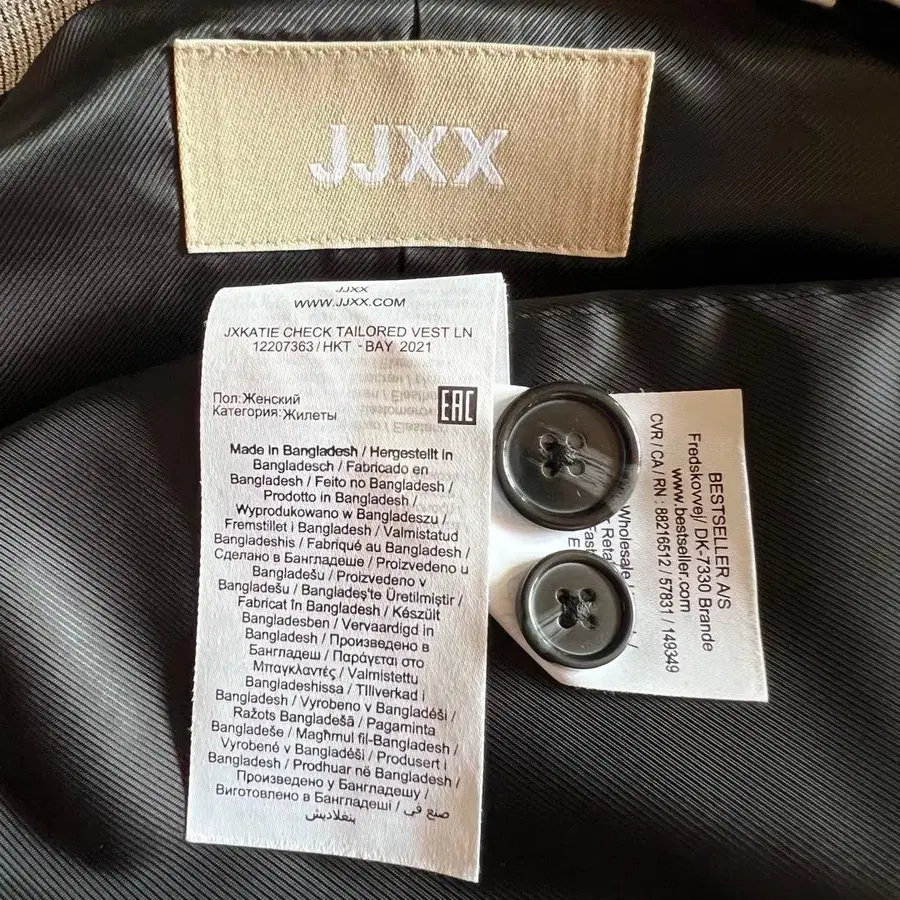 JJXX
JJXX
WWW.JJXX.COM
JXKATIE CHECK TAILORED VEST LN
12207363/HKT - BAY 2021
Пол:Женский
Категория:Жилеты
EAC
Made in Bangladesh / Hergestellt in
Bangladesch / Fabricado en
Bangladesh / Feito no Bangladesh /
Prodotto in Bangladesh /
Wyprodukowano w Bangladeszu /
Fremstillet i Bangladesh / Valmistatud
Bangladeshis / Fabriqué au Bangladesh /
Сделано в Бангладеше / Proizvedeno u
Bangladešu / Proizvedeno v
Bangladešu / Bangladeş'te Üretilmiştir /
Fabricat în Bangladesh / Készült
Bangladesben / Vervaardigd in
Bangladesh / Произведено в
Бангладеш / Παράγεται στο
Μπαγκλαντές / Valmistettu
Bangladeshissa / Tillverkad i
Bangladesh / Vyrobeno v Bangladéši /
Ražots Bangladešā / Pagaminta
Bangladeše / Magħmul fil-Bangladesh /
Vyrobené v Bangladéši / Produsert i
Bangladesh / Prodhuar në Bangladesh /
Произведено у Бангладешу /
Виготовлено в Бангладеші / صنع في
بنغلاديش
BESTSELLER A/S
Fredskovvej/ DK-7330 Brande
www.bestseller.com
CVR / CA / RN : 88216512 / 57831 / 149349
Wholesale